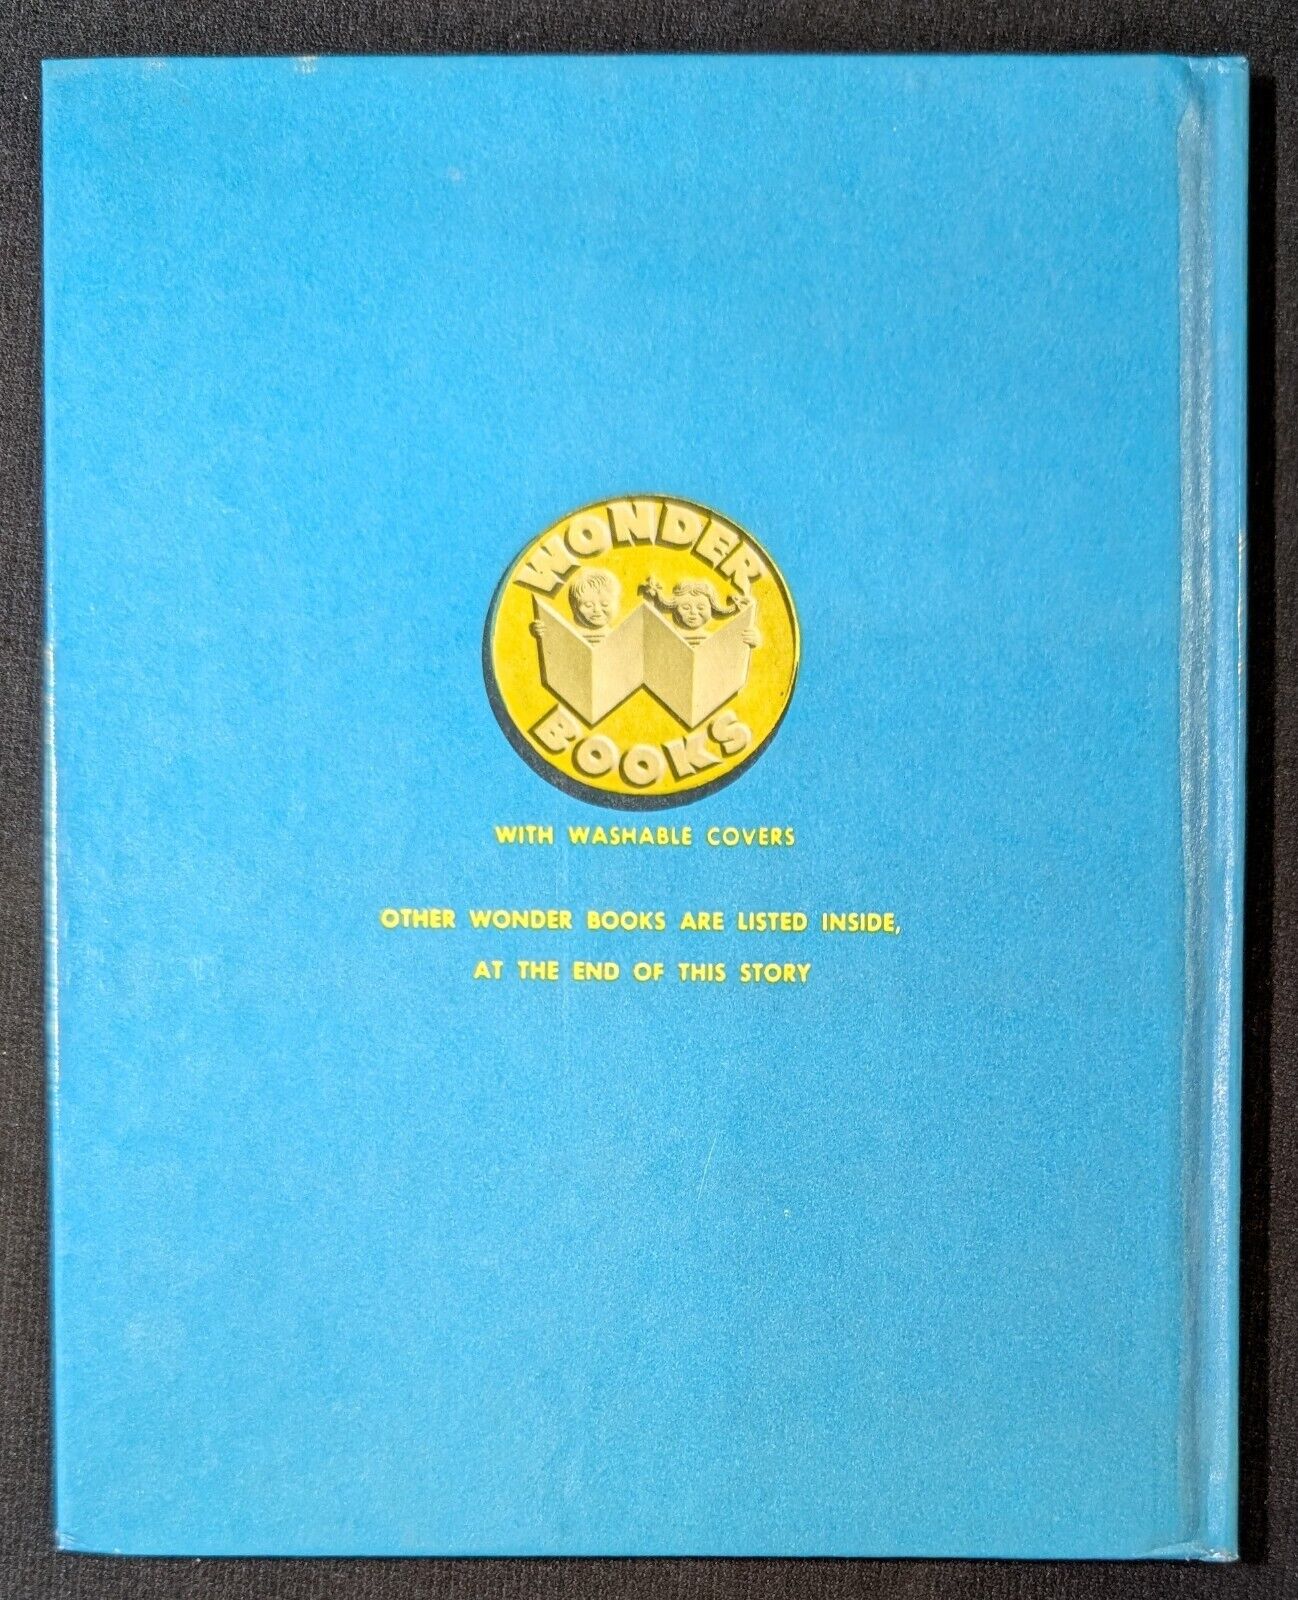 WONDER
BOOKS
WITH WASHABLE COVERS
OTHER WONDER BOOKS ARE LISTED INSIDE,
AT THE END OF THIS STORY